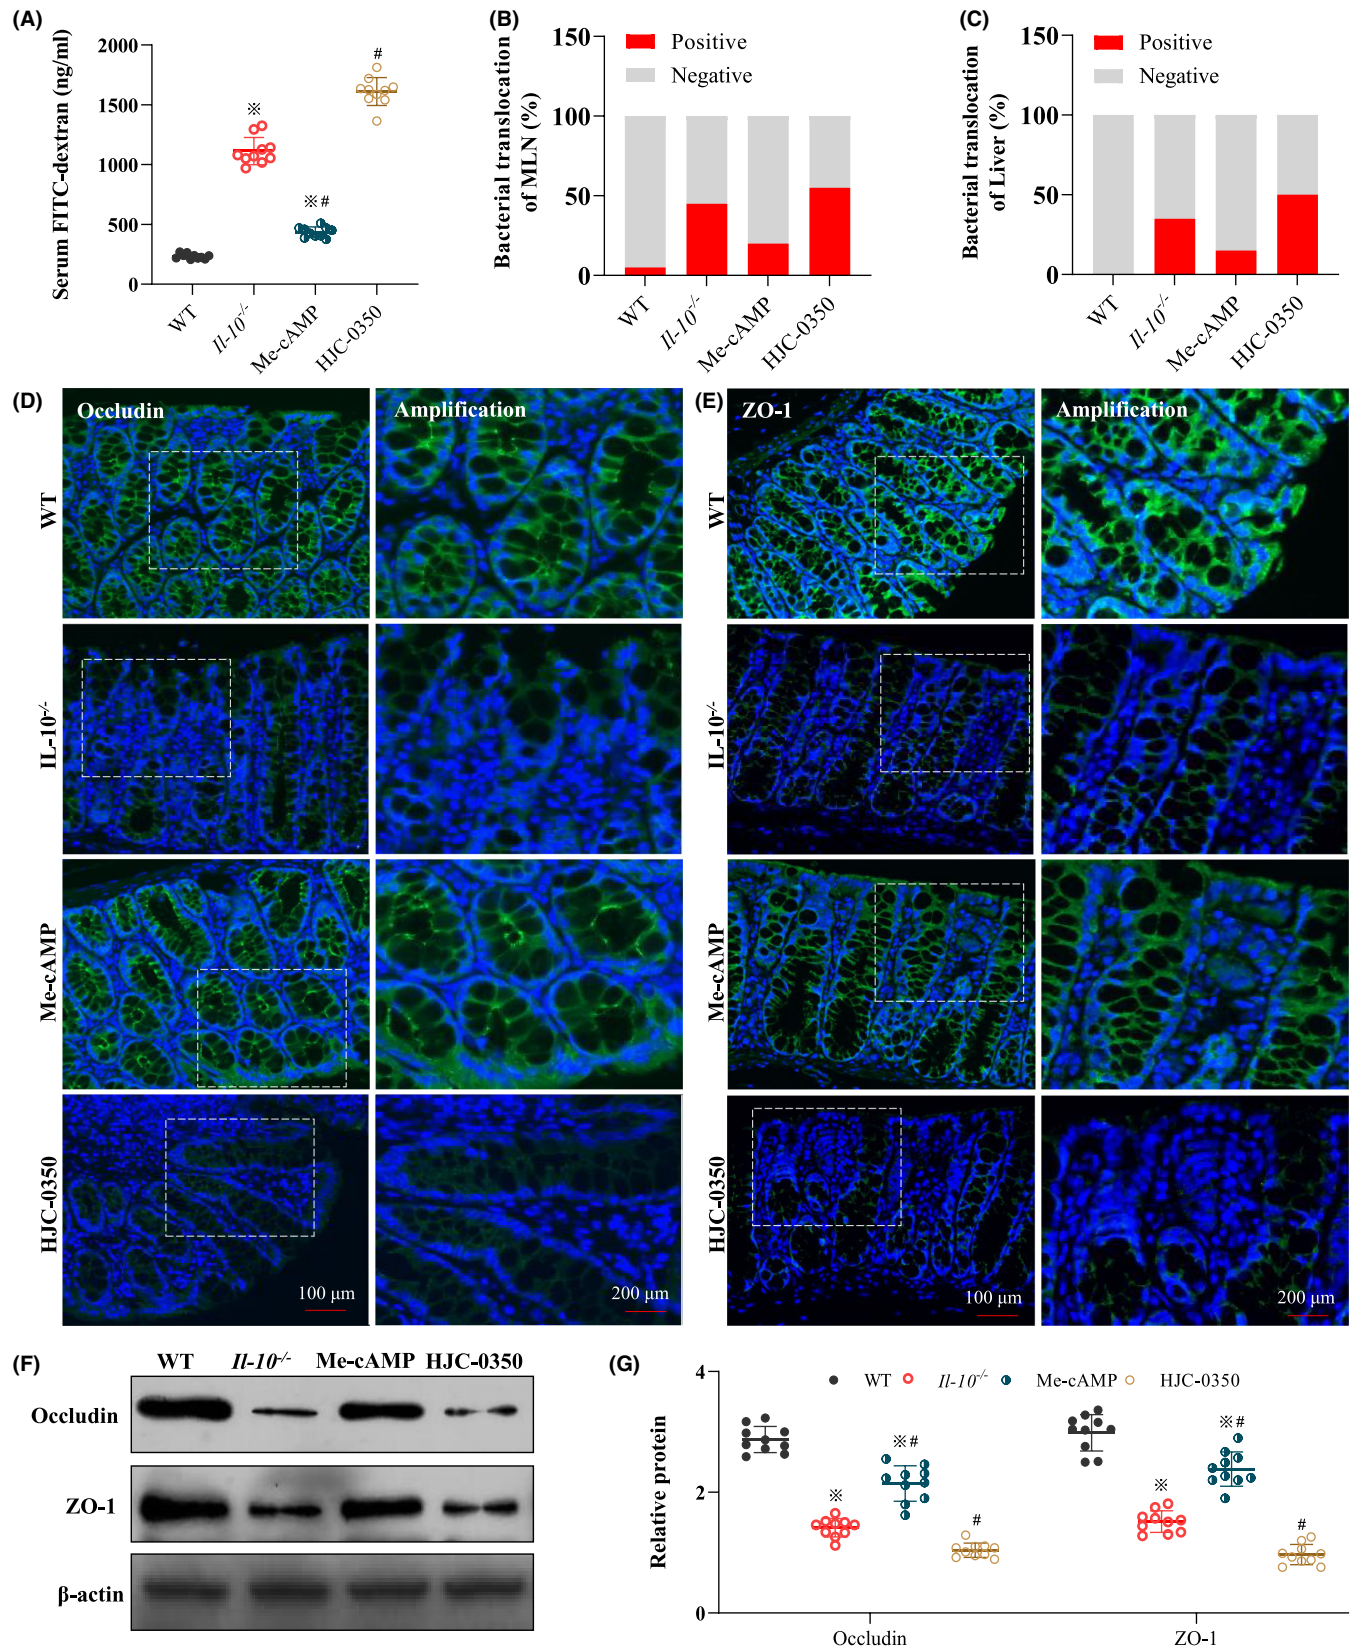 (A)
Serum FITC-dextran (ng/ml)
2000
1500
1000
500
0
※
※ #
#
WT
Il-10-/-
Me-cAMP
HJC-0350
(B)
Bacterial translocation
of MLN (%)
150
100
50
0
Positive
Negative
WT
Il-10-/-
Me-cAMP
HJC-0350
(C)
Bacterial translocation
of Liver (%)
150
100
50
0
Positive
Negative
WT
Il-10-/-
Me-cAMP
HJC-0350
(D)
Occludin
Amplification
WT
IL-10-/-
Me-cAMP
HJC-0350
100 μm
200 μm
(E)
ZO-1
Amplification
WT
IL-10-/-
Me-cAMP
HJC-0350
100 μm
200 μm
(F)
WT Il-10-/- Me-cAMP HJC-0350
Occludin
ZO-1
β-actin
(G)
Relative protein
4
2
0
WT Il-10-/- Me-cAMP HJC-0350
※
※ #
#
※
※ #
#
Occludin
ZO-1